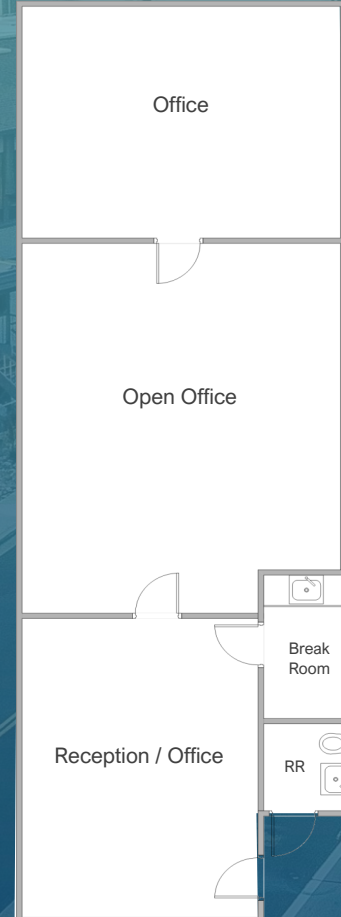 Office
Open Office
Break
Room
Reception / Office
RR